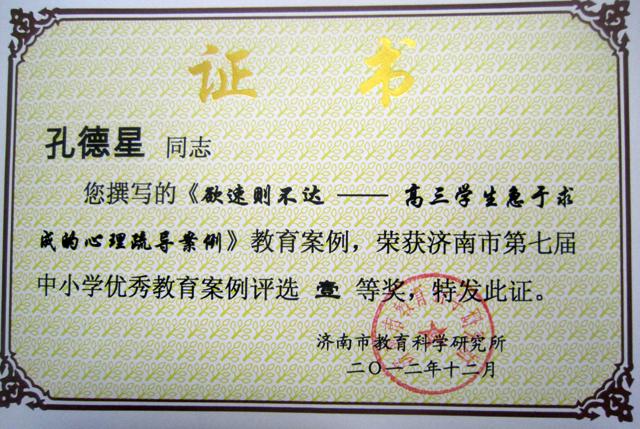 证书
孔德星 同志
您撰写的《欲速则不达 —— 高三学生急于求
成的心理疏导案例》教育案例，荣获济南市第七届
中小学优秀教育案例评选 壹 等奖，特发此证。
济南市教育科学研究所
二〇一二年十二月